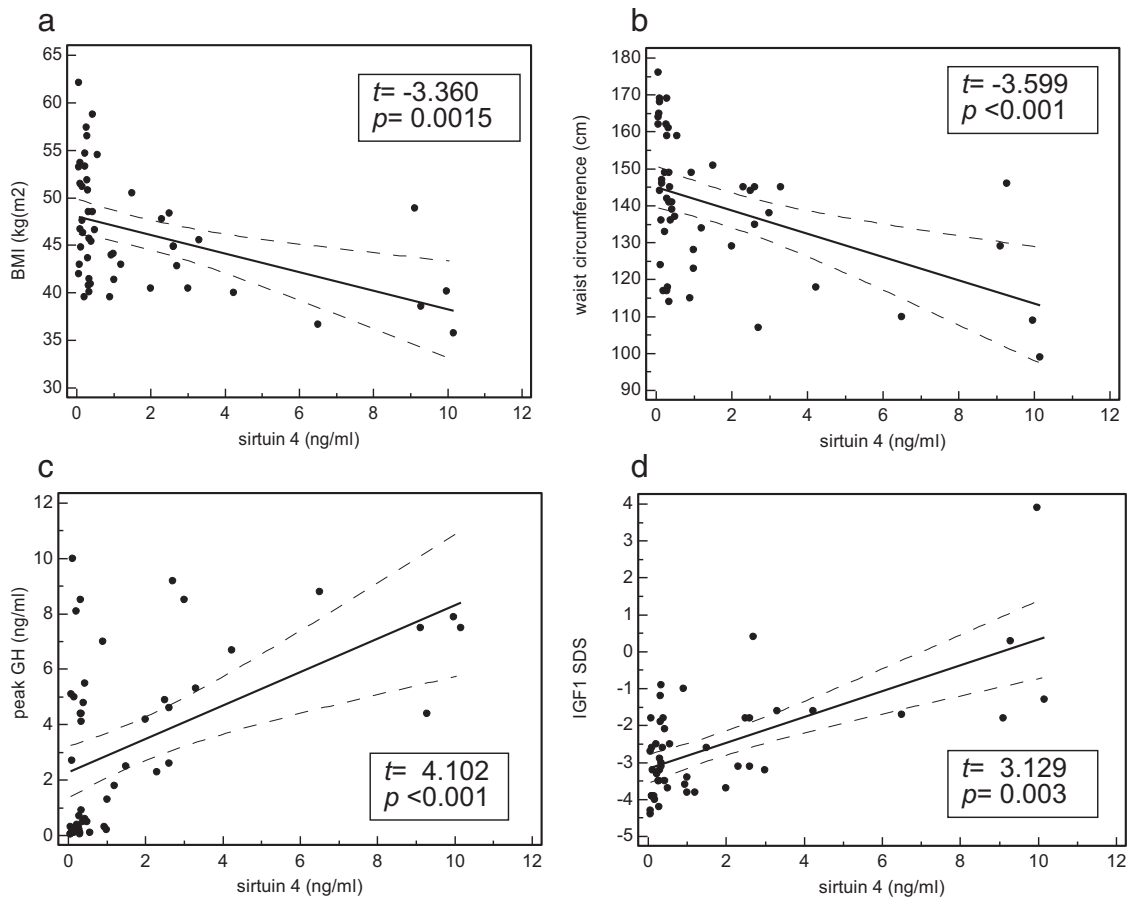 a
65
60
55
50
45
40
35
30
BMI (kg(m2)
t= -3.360
p= 0.0015
0 2 4 6 8 10 12
sirtuin 4 (ng/ml)
b
180
170
160
150
140
130
120
110
100
90
waist circumference (cm)
t= -3.599
p <0.001
0 2 4 6 8 10 12
sirtuin 4 (ng/ml)
c
12
10
8
6
4
2
0
peak GH (ng/ml)
t= 4.102
p <0.001
0 2 4 6 8 10 12
sirtuin 4 (ng/ml)
d
4
3
2
1
0
-1
-2
-3
-4
-5
IGF1 SDS
t= 3.129
p= 0.003
0 2 4 6 8 10 12
sirtuin 4 (ng/ml)